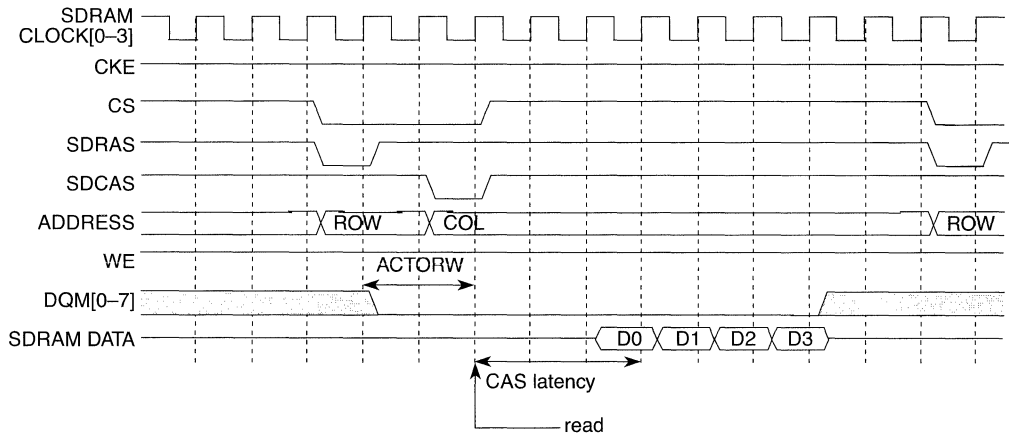 SDRAM
CLOCK[0–3]
CKE
CS
SDRAS
SDCAS
ADDRESS ROW COL ROW
WE
ACTORW
DQM[0–7]
SDRAM DATA D0 D1 D2 D3
CAS latency
read